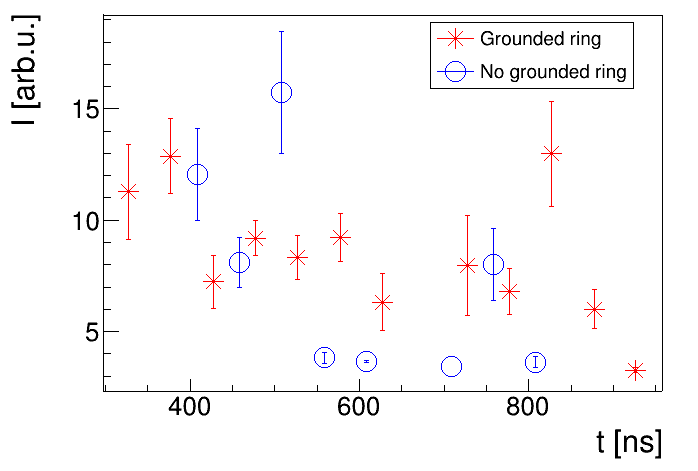 I [arb.u.]
Grounded ring
No grounded ring
15
10
5
400 600 800
t [ns]